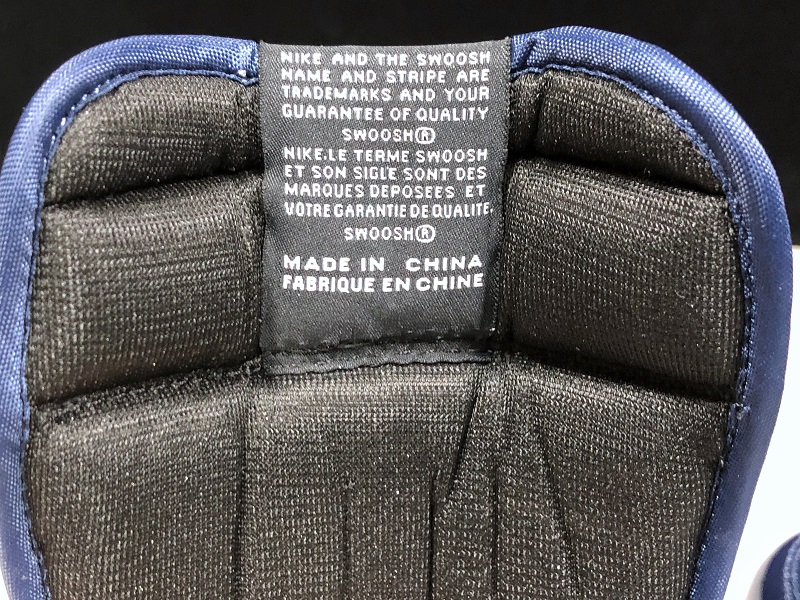 NIKE AND THE SWOOSH
NAME AND STRIPE ARE
TRADEMARKS AND YOUR
GUARANTEE OF QUALITY
SWOOSH®
NIKE.LE TERME SWOOSH
ET SON SIGLE SONT DES
MARQUES DEPOSEES ET
VOTRE GARANTIE DE QUALITE.
SWOOSH®
MADE IN CHINA
FABRIQUE EN CHINE